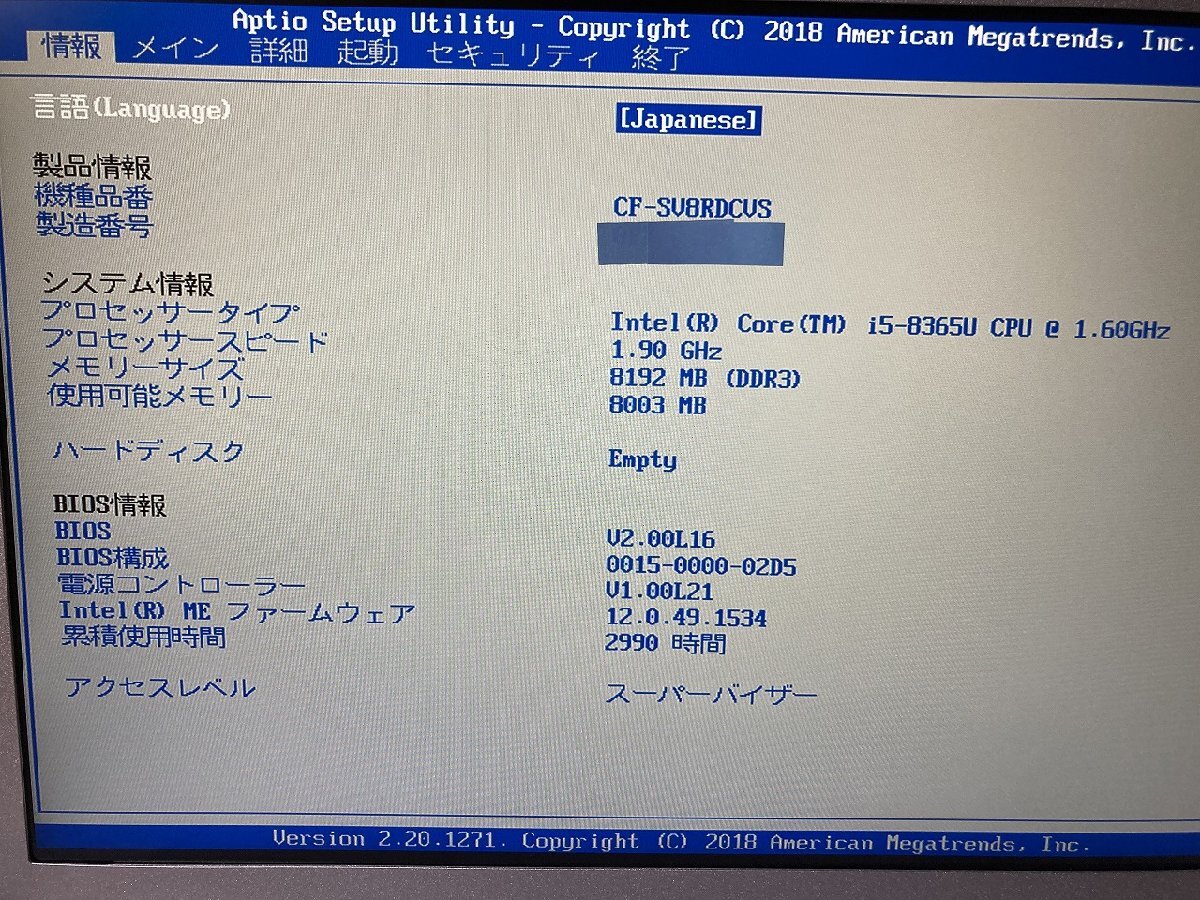 Aptio Setup Utility - Copyright (C) 2018 American Megatrends, Inc.
情報 メイン 詳細 起動 セキュリティ 終了
言語(Language) [Japanese]
製品情報
機種品番 CF-SV8RDCVS
製造番号
システム情報
プロセッサータイプ Intel(R) Core(TM) i5-8365U CPU @ 1.60GHz
プロセッサースピード 1.90 GHz
メモリーサイズ 8192 MB (DDR3)
使用可能メモリー 8003 MB
ハードディスク Empty
BIOS情報
BIOS V2.00L16
BIOS構成 0015-0000-02D5
電源コントローラー V1.00L21
Intel(R) ME ファームウェア 12.0.49.1534
累積使用時間 2990 時間
アクセスレベル スーパーバイザー
Version 2.20.1271. Copyright (C) 2018 American Megatrends, Inc.